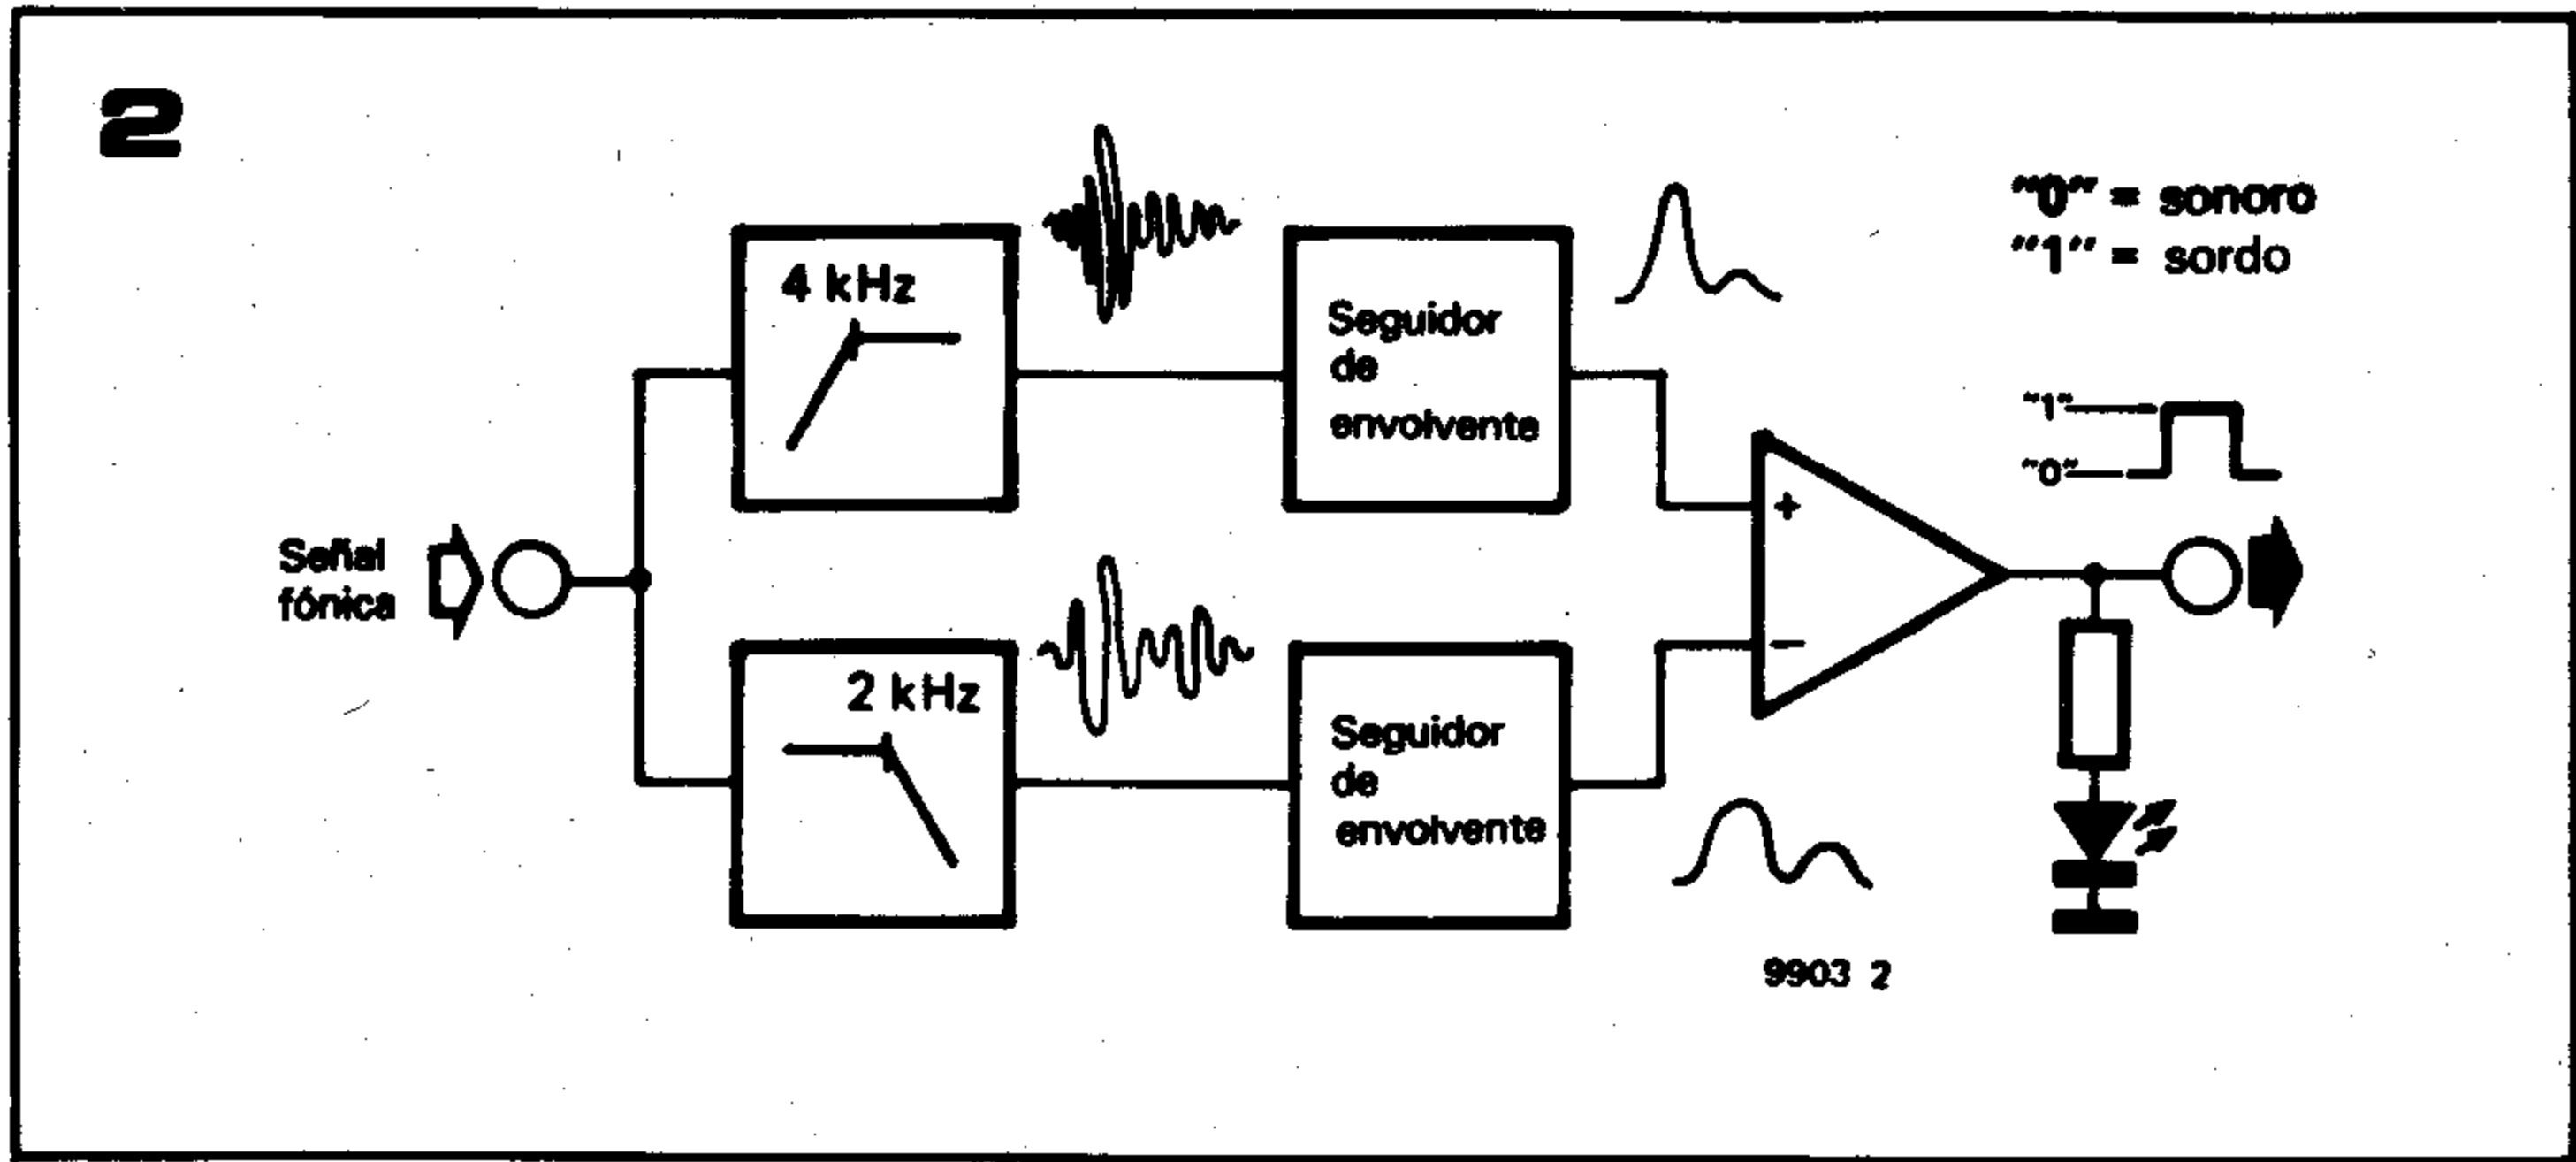 2
"0" = sonoro
"1" = sordo
4 kHz
Seguidor
de
envolvente
"1"
"0"
+
Señal
fónica
−
2 kHz
Seguidor
de
envolvente
9903 2